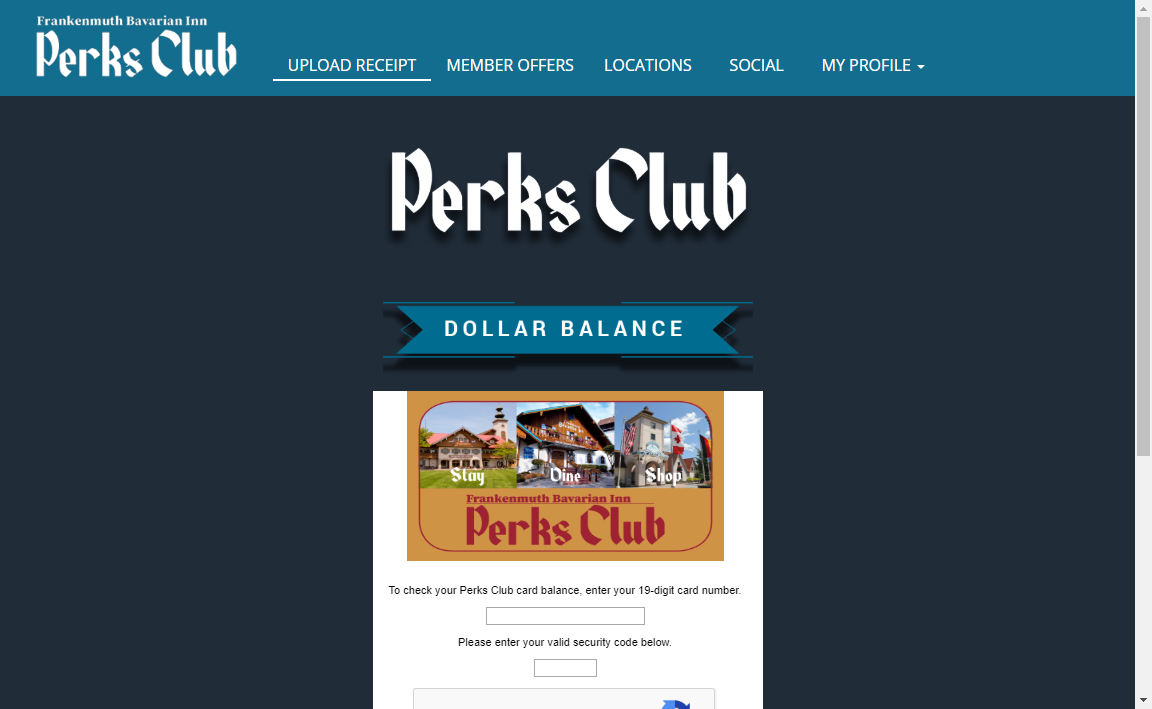 Frankenmuth Bavarian Inn
Perks Club
UPLOAD RECEIPT
MEMBER OFFERS
LOCATIONS
SOCIAL
MY PROFILE
Perks Club
DOLLAR BALANCE
Stay
Dine
Shop
Frankenmuth Bavarian Inn
Perks Club
To check your Perks Club card balance, enter your 19-digit card number.
Please enter your valid security code below.